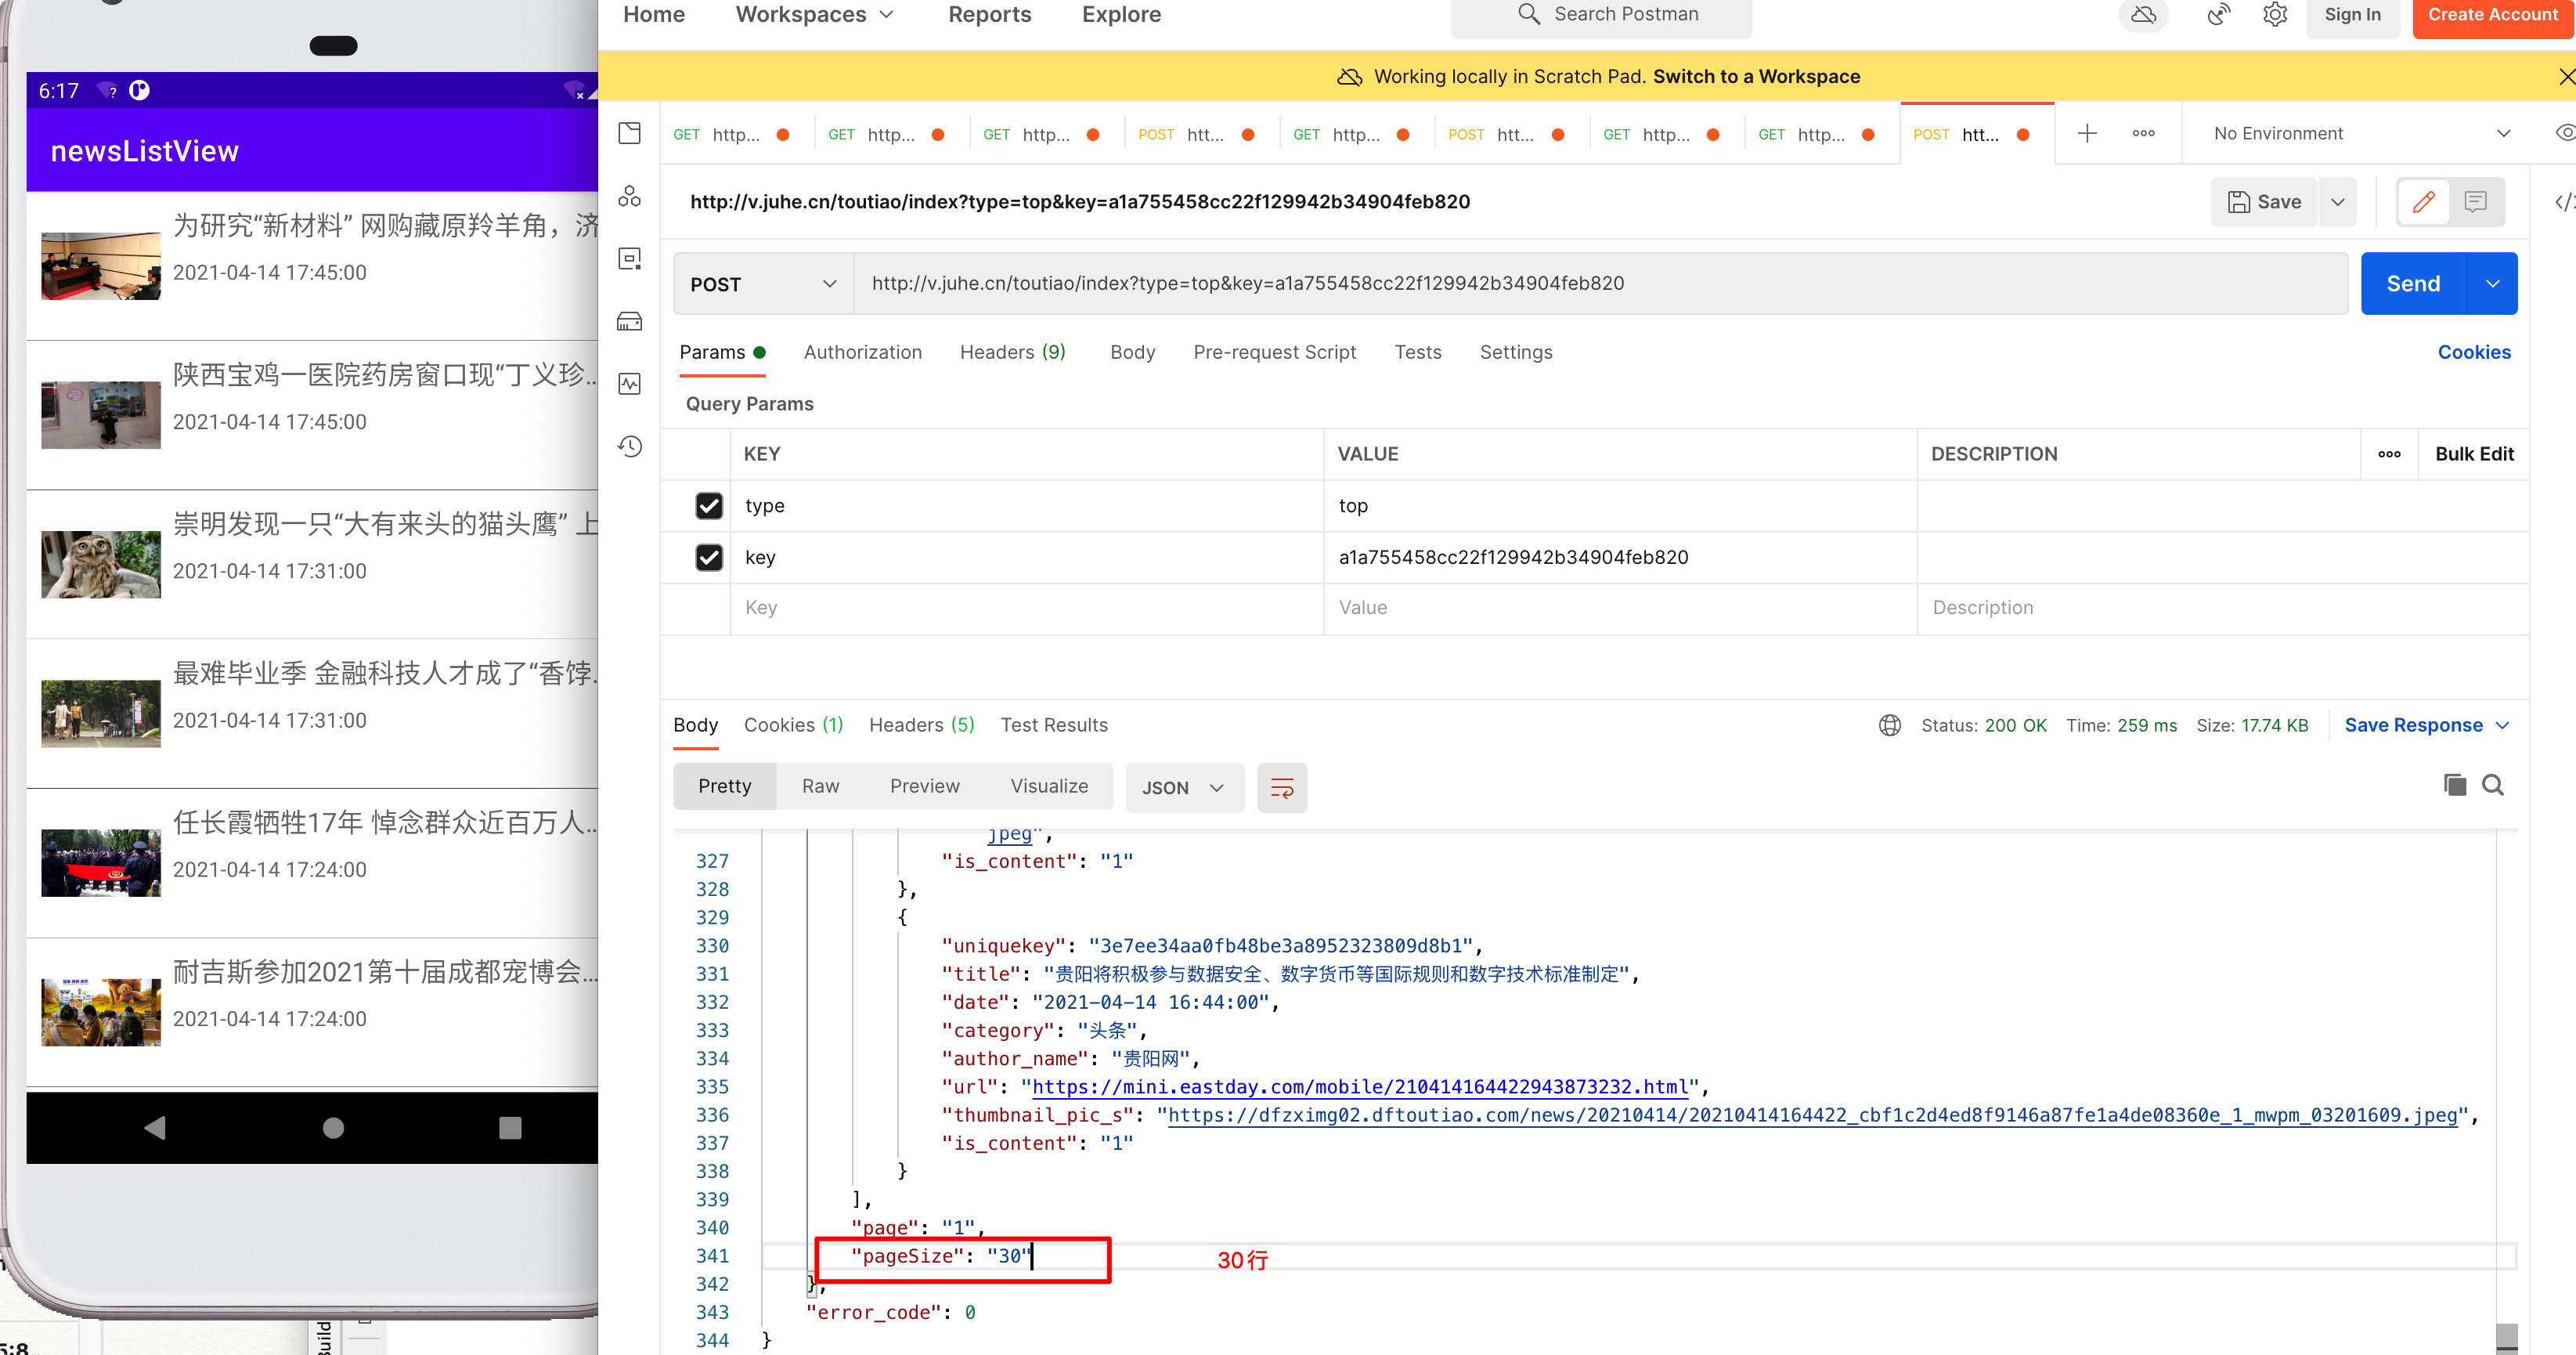 6:17
newsListView
为研究“新材料” 网购藏原羚羊角，济
2021-04-14 17:45:00
陕西宝鸡一医院药房窗口现“丁义珍...
2021-04-14 17:45:00
崇明发现一只“大有来头的猫头鹰” 上
2021-04-14 17:31:00
最难毕业季 金融科技人才成了“香饽.
2021-04-14 17:31:00
任长霞牺牲17年 悼念群众近百万人...
2021-04-14 17:24:00
耐吉斯参加2021第十届成都宠博会...
2021-04-14 17:24:00
Build
Home Workspaces Reports Explore Search Postman Sign In Create Account
Working locally in Scratch Pad. Switch to a Workspace
GET http... GET http... GET http... POST htt... GET http... POST htt... GET http... GET http... POST htt... No Environment
http://v.juhe.cn/toutiao/index?type=top&key=a1a755458cc22f129942b34904feb820 Save
POST http://v.juhe.cn/toutiao/index?type=top&key=a1a755458cc22f129942b34904feb820 Send
Params Authorization Headers (9) Body Pre-request Script Tests Settings Cookies
Query Params
KEY VALUE DESCRIPTION Bulk Edit
type top
key a1a755458cc22f129942b34904feb820
Key Value Description
Body Cookies (1) Headers (5) Test Results Status: 200 OK Time: 259 ms Size: 17.74 KB Save Response
Pretty Raw Preview Visualize JSON
jpeg",
327 "is_content": "1"
328 },
329 {
330 "uniquekey": "3e7ee34aa0fb48be3a8952323809d8b1",
331 "title": "贵阳将积极参与数据安全、数字货币等国际规则和数字技术标准制定",
332 "date": "2021-04-14 16:44:00",
333 "category": "头条",
334 "author_name": "贵阳网",
335 "url": "https://mini.eastday.com/mobile/210414164422943873232.html",
336 "thumbnail_pic_s": "https://dfzximg02.dftoutiao.com/news/20210414/20210414164422_cbf1c2d4ed8f9146a87fe1a4de08360e_1_mwpm_03201609.jpeg",
337 "is_content": "1"
338 }
339 ],
340 "page": "1",
341 "pageSize": "30" 30行
342 },
343 "error_code": 0
344 }